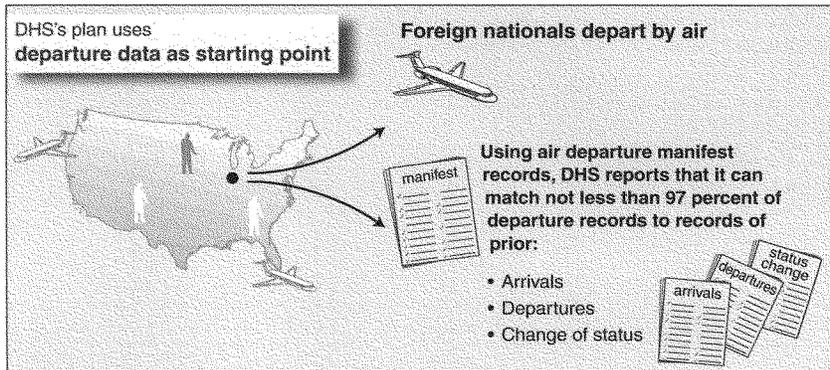 DHS's plan uses
departure data as starting point
Foreign nationals depart by air
manifest
Using air departure manifest
records, DHS reports that it can
match not less than 97 percent of
departure records to records of
prior:
• Arrivals
• Departures
• Change of status
arrivals
departures
status
change